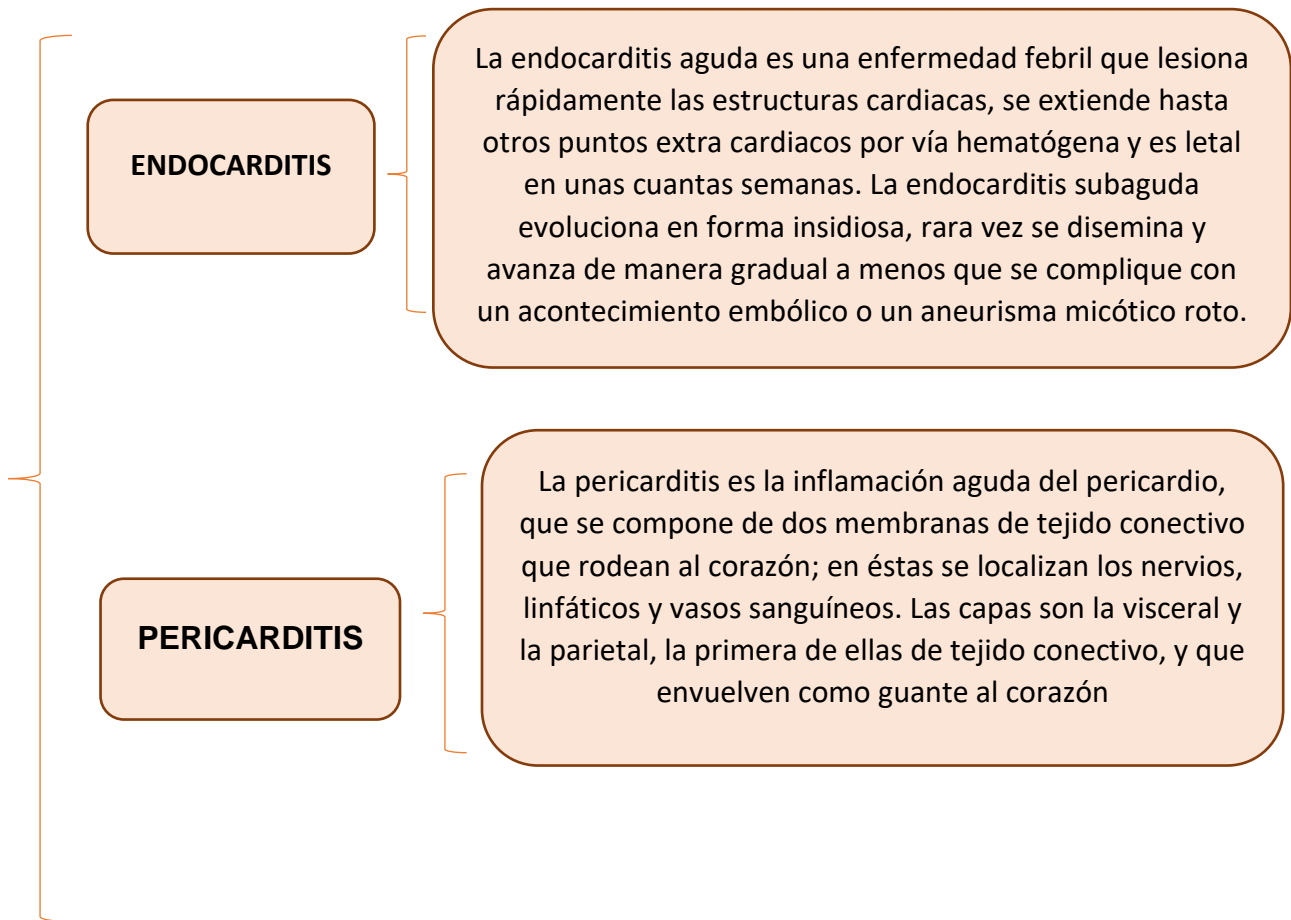 ENDOCARDITIS
La endocarditis aguda es una enfermedad febril que lesiona
rápidamente las estructuras cardiacas, se extiende hasta
otros puntos extra cardiacos por vía hematógena y es letal
en unas cuantas semanas. La endocarditis subaguda
evoluciona en forma insidiosa, rara vez se disemina y
avanza de manera gradual a menos que se complique con
un acontecimiento embólico o un aneurisma micótico roto.
PERICARDITIS
La pericarditis es la inflamación aguda del pericardio,
que se compone de dos membranas de tejido conectivo
que rodean al corazón; en éstas se localizan los nervios,
linfáticos y vasos sanguíneos. Las capas son la visceral y
la parietal, la primera de ellas de tejido conectivo, y que
envuelven como guante al corazón